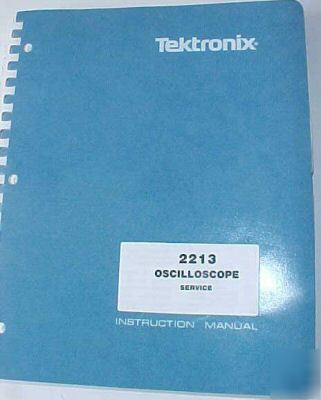 Tektronix®
2213
OSCILLOSCOPE
SERVICE
INSTRUCTION MANUAL